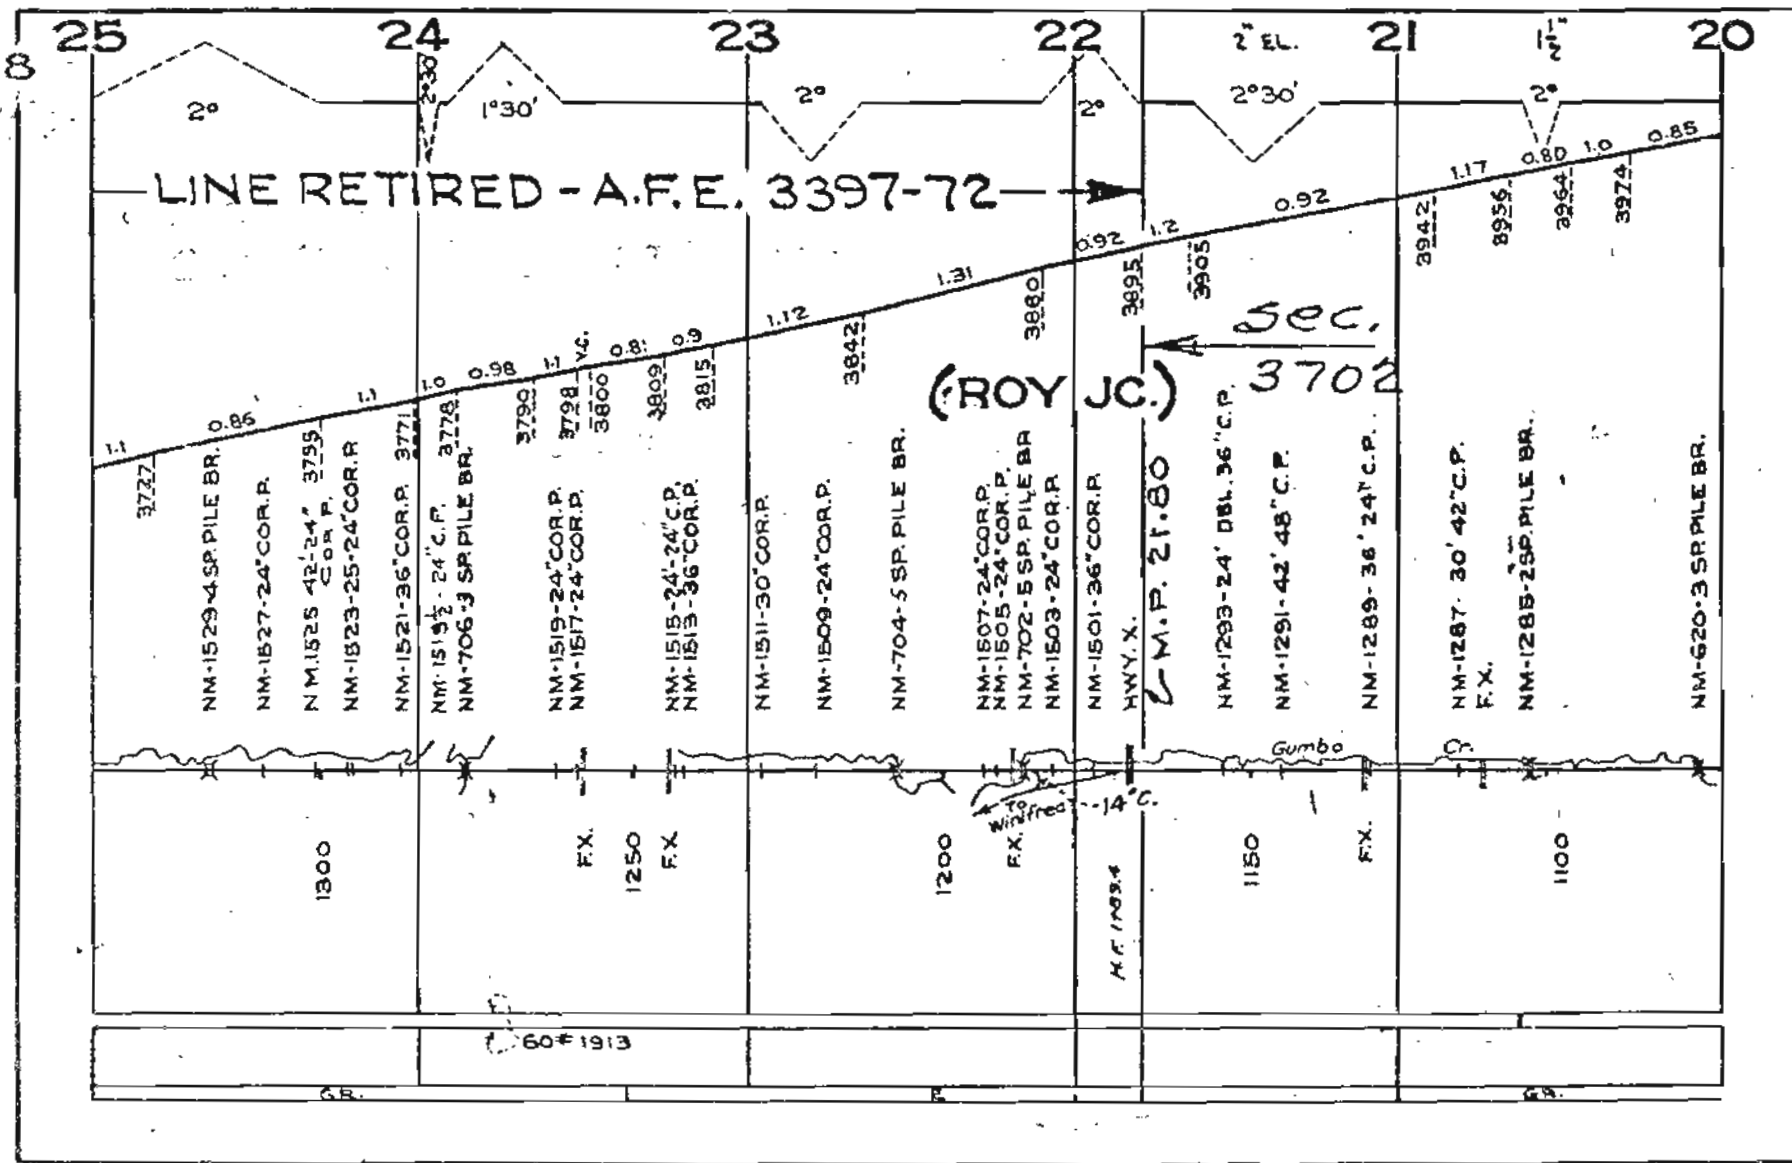 8
25 24 23 22 21 20
2" EL.
1½"
2°
2°30'
1°30'
2°
2°
2°30'
2°
LINE RETIRED - A.F.E. 3397-72
1.1 0.86 1.1 1.0 0.98 1.1 V.C. 0.81 0.9 1.12 1.31 0.92 1.2 0.92 1.17 0.80 1.0 0.85
3727 3755 3771 3778 3790 3798 3800 3809 3815 3842 3880 3895 3905 3942 3956 3964 3974
Sec.
3702
(ROY JC.)
M.P. 21.80
NM-1529-4 SP. PILE BR.
NM-1527-24" COR.P.
NM.1525 42'-24" COR P.
NM-1523-25-24" COR.P
NM-1521-36" COR.P.
NM-1519½-24" C.P.
NM-706-3 SP. PILE BR.
NM-1519-24" COR.P.
NM-1517-24" COR.P.
NM-1515-24-24" C.P.
NM-1513-36" COR.P.
NM-1511-30" COR.P.
NM-1509-24" COR.P.
NM-704-5 SP. PILE BR.
NM-1507-24" COR.P.
NM-1505-24" COR.P.
NM-702-5 SP. PILE BR
NM-1503-24" COR.P
NM-1501-36" COR.P.
HWY. X.
NM-1293-24' DBL. 36" C.P.
NM-1291-42' 48" C.P.
NM-1289-36' 24" C.P.
NM-1287-30' 42" C.P.
F.X.
NM-1285-2 SP. PILE BR.
NM-620-3 SP. PILE BR.
Gumbo Cr.
To Winifred
14° C.
1300
F.X.
1250
F.X.
1200
F.X.
1150
F.X.
1100
60# 1913
GR.
GR.